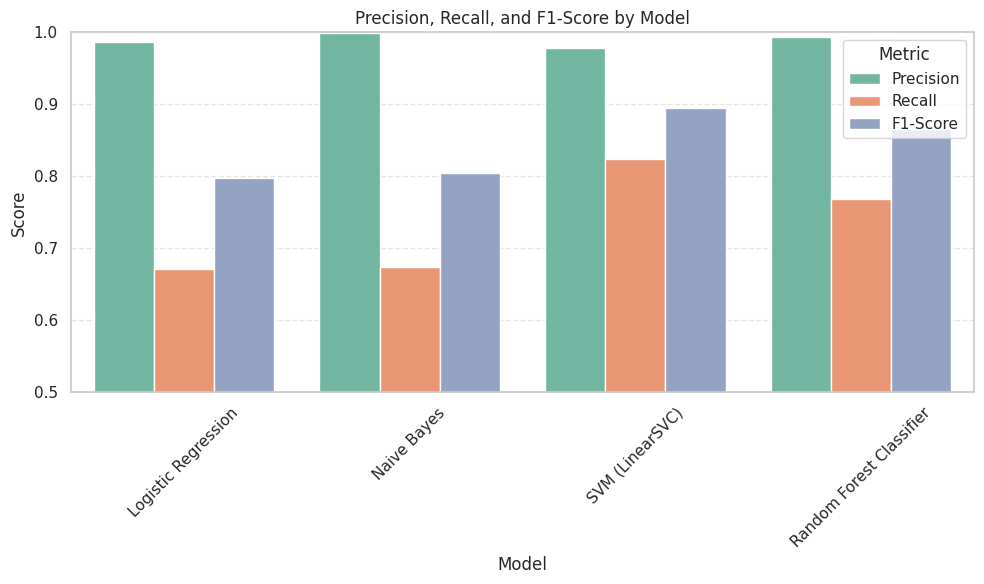 Precision, Recall, and F1-Score by Model
1.0
0.9
0.8
0.7
0.6
0.5
Score
Metric
Precision
Recall
F1-Score
Logistic Regression
Naive Bayes
SVM (LinearSVC)
Random Forest Classifier
Model